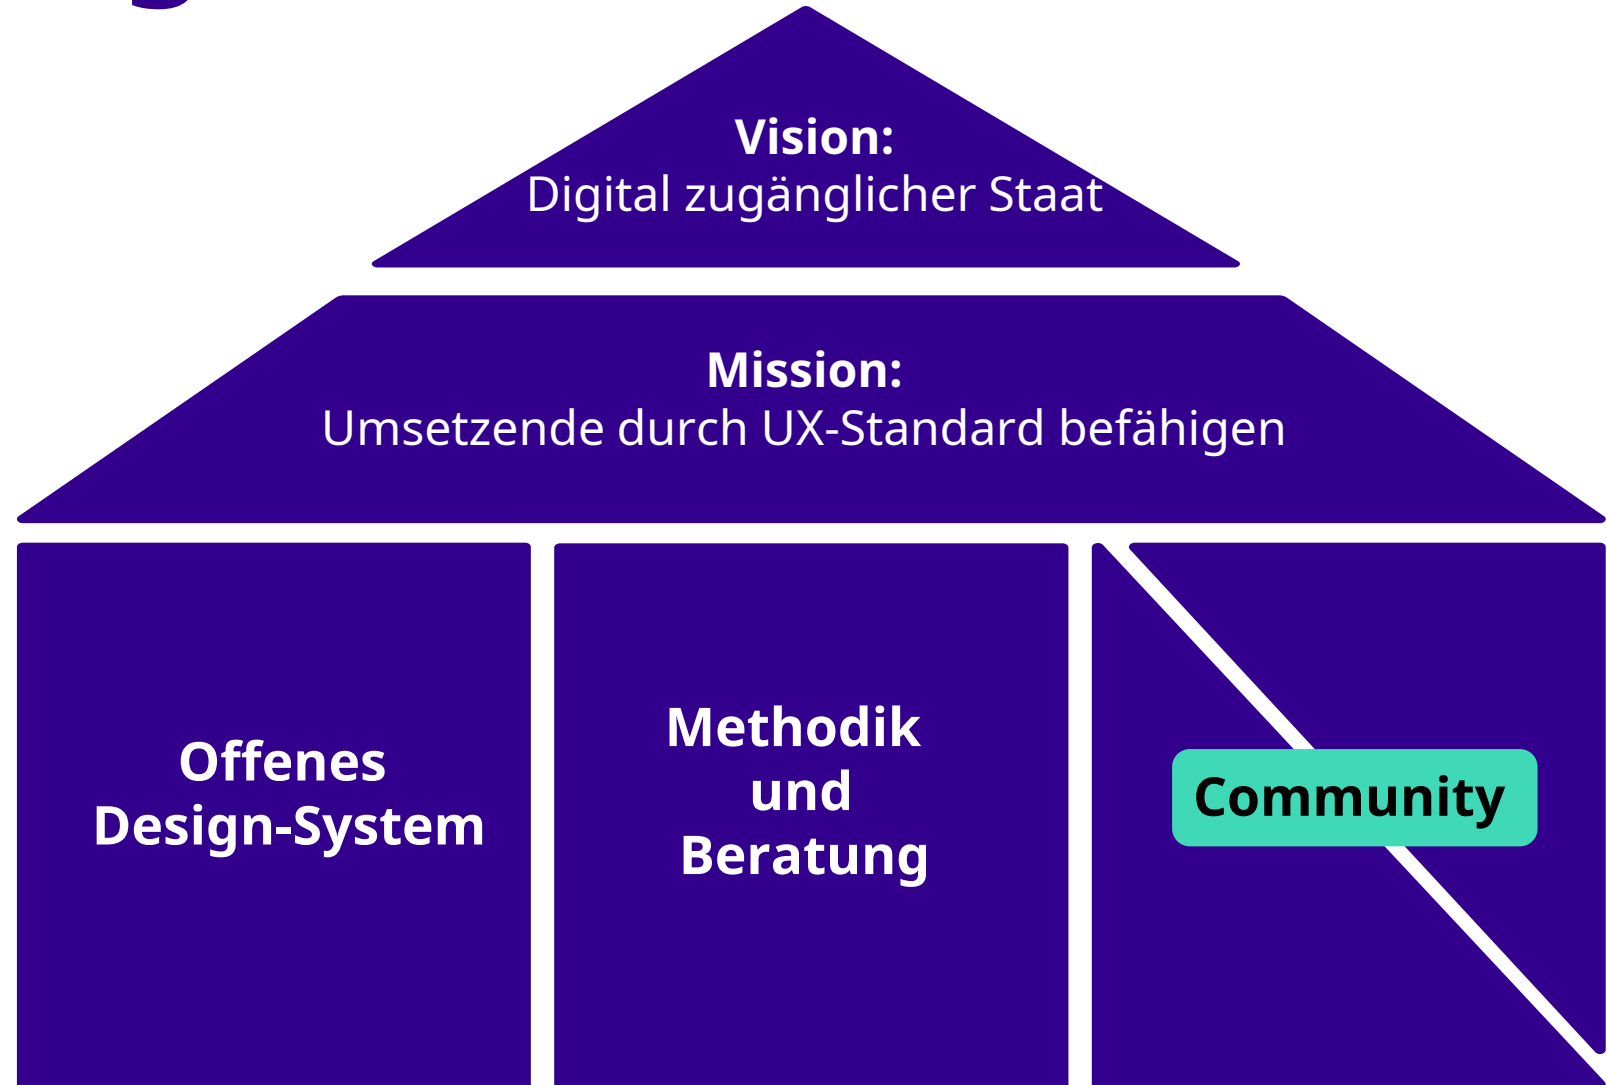 Vision:
Digital zugänglicher Staat
Mission:
Umsetzende durch UX-Standard befähigen
Offenes
Design-System
Methodik
und
Beratung
Community